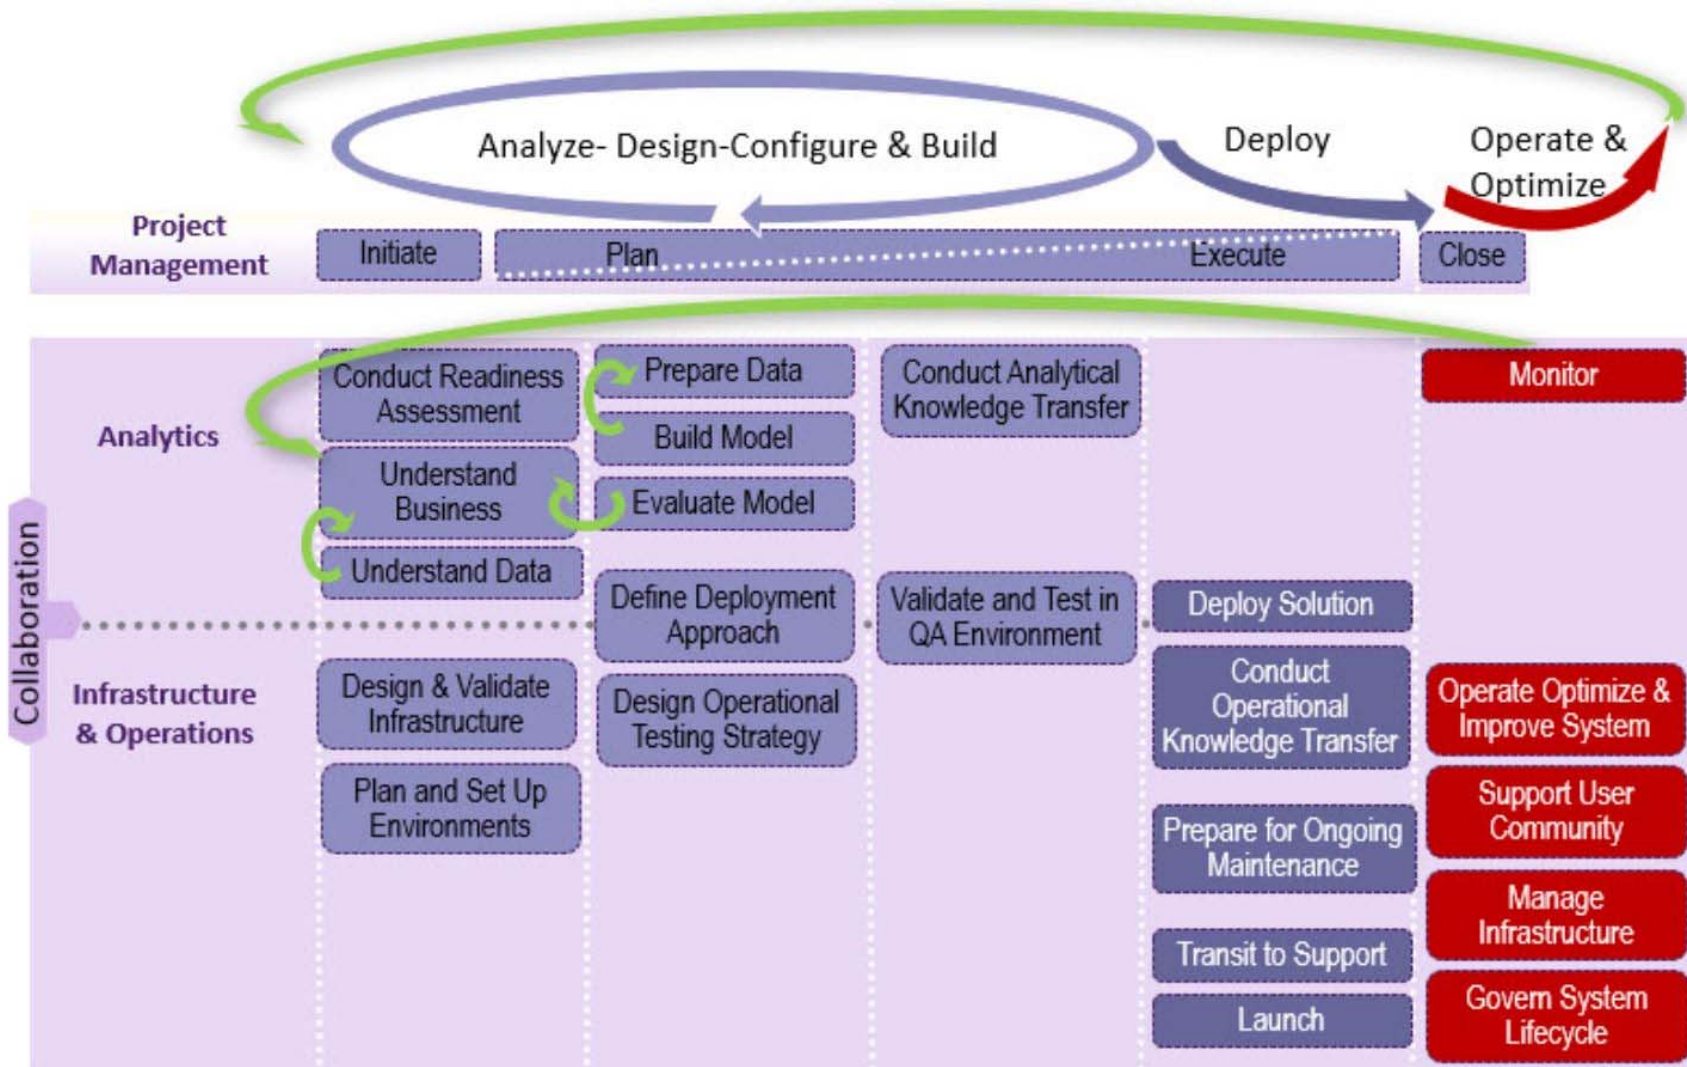 Analyze- Design-Configure & Build
Deploy
Operate &
Optimize
Project
Management
Initiate
Plan
Execute
Close
Collaboration
Analytics
Conduct Readiness
Assessment
Understand
Business
Understand Data
Prepare Data
Build Model
Evaluate Model
Conduct Analytical
Knowledge Transfer
Monitor
Define Deployment
Approach
Validate and Test in
QA Environment
Deploy Solution
Infrastructure
& Operations
Design & Validate
Infrastructure
Plan and Set Up
Environments
Design Operational
Testing Strategy
Conduct
Operational
Knowledge Transfer
Prepare for Ongoing
Maintenance
Transit to Support
Launch
Operate Optimize &
Improve System
Support User
Community
Manage
Infrastructure
Govern System
Lifecycle